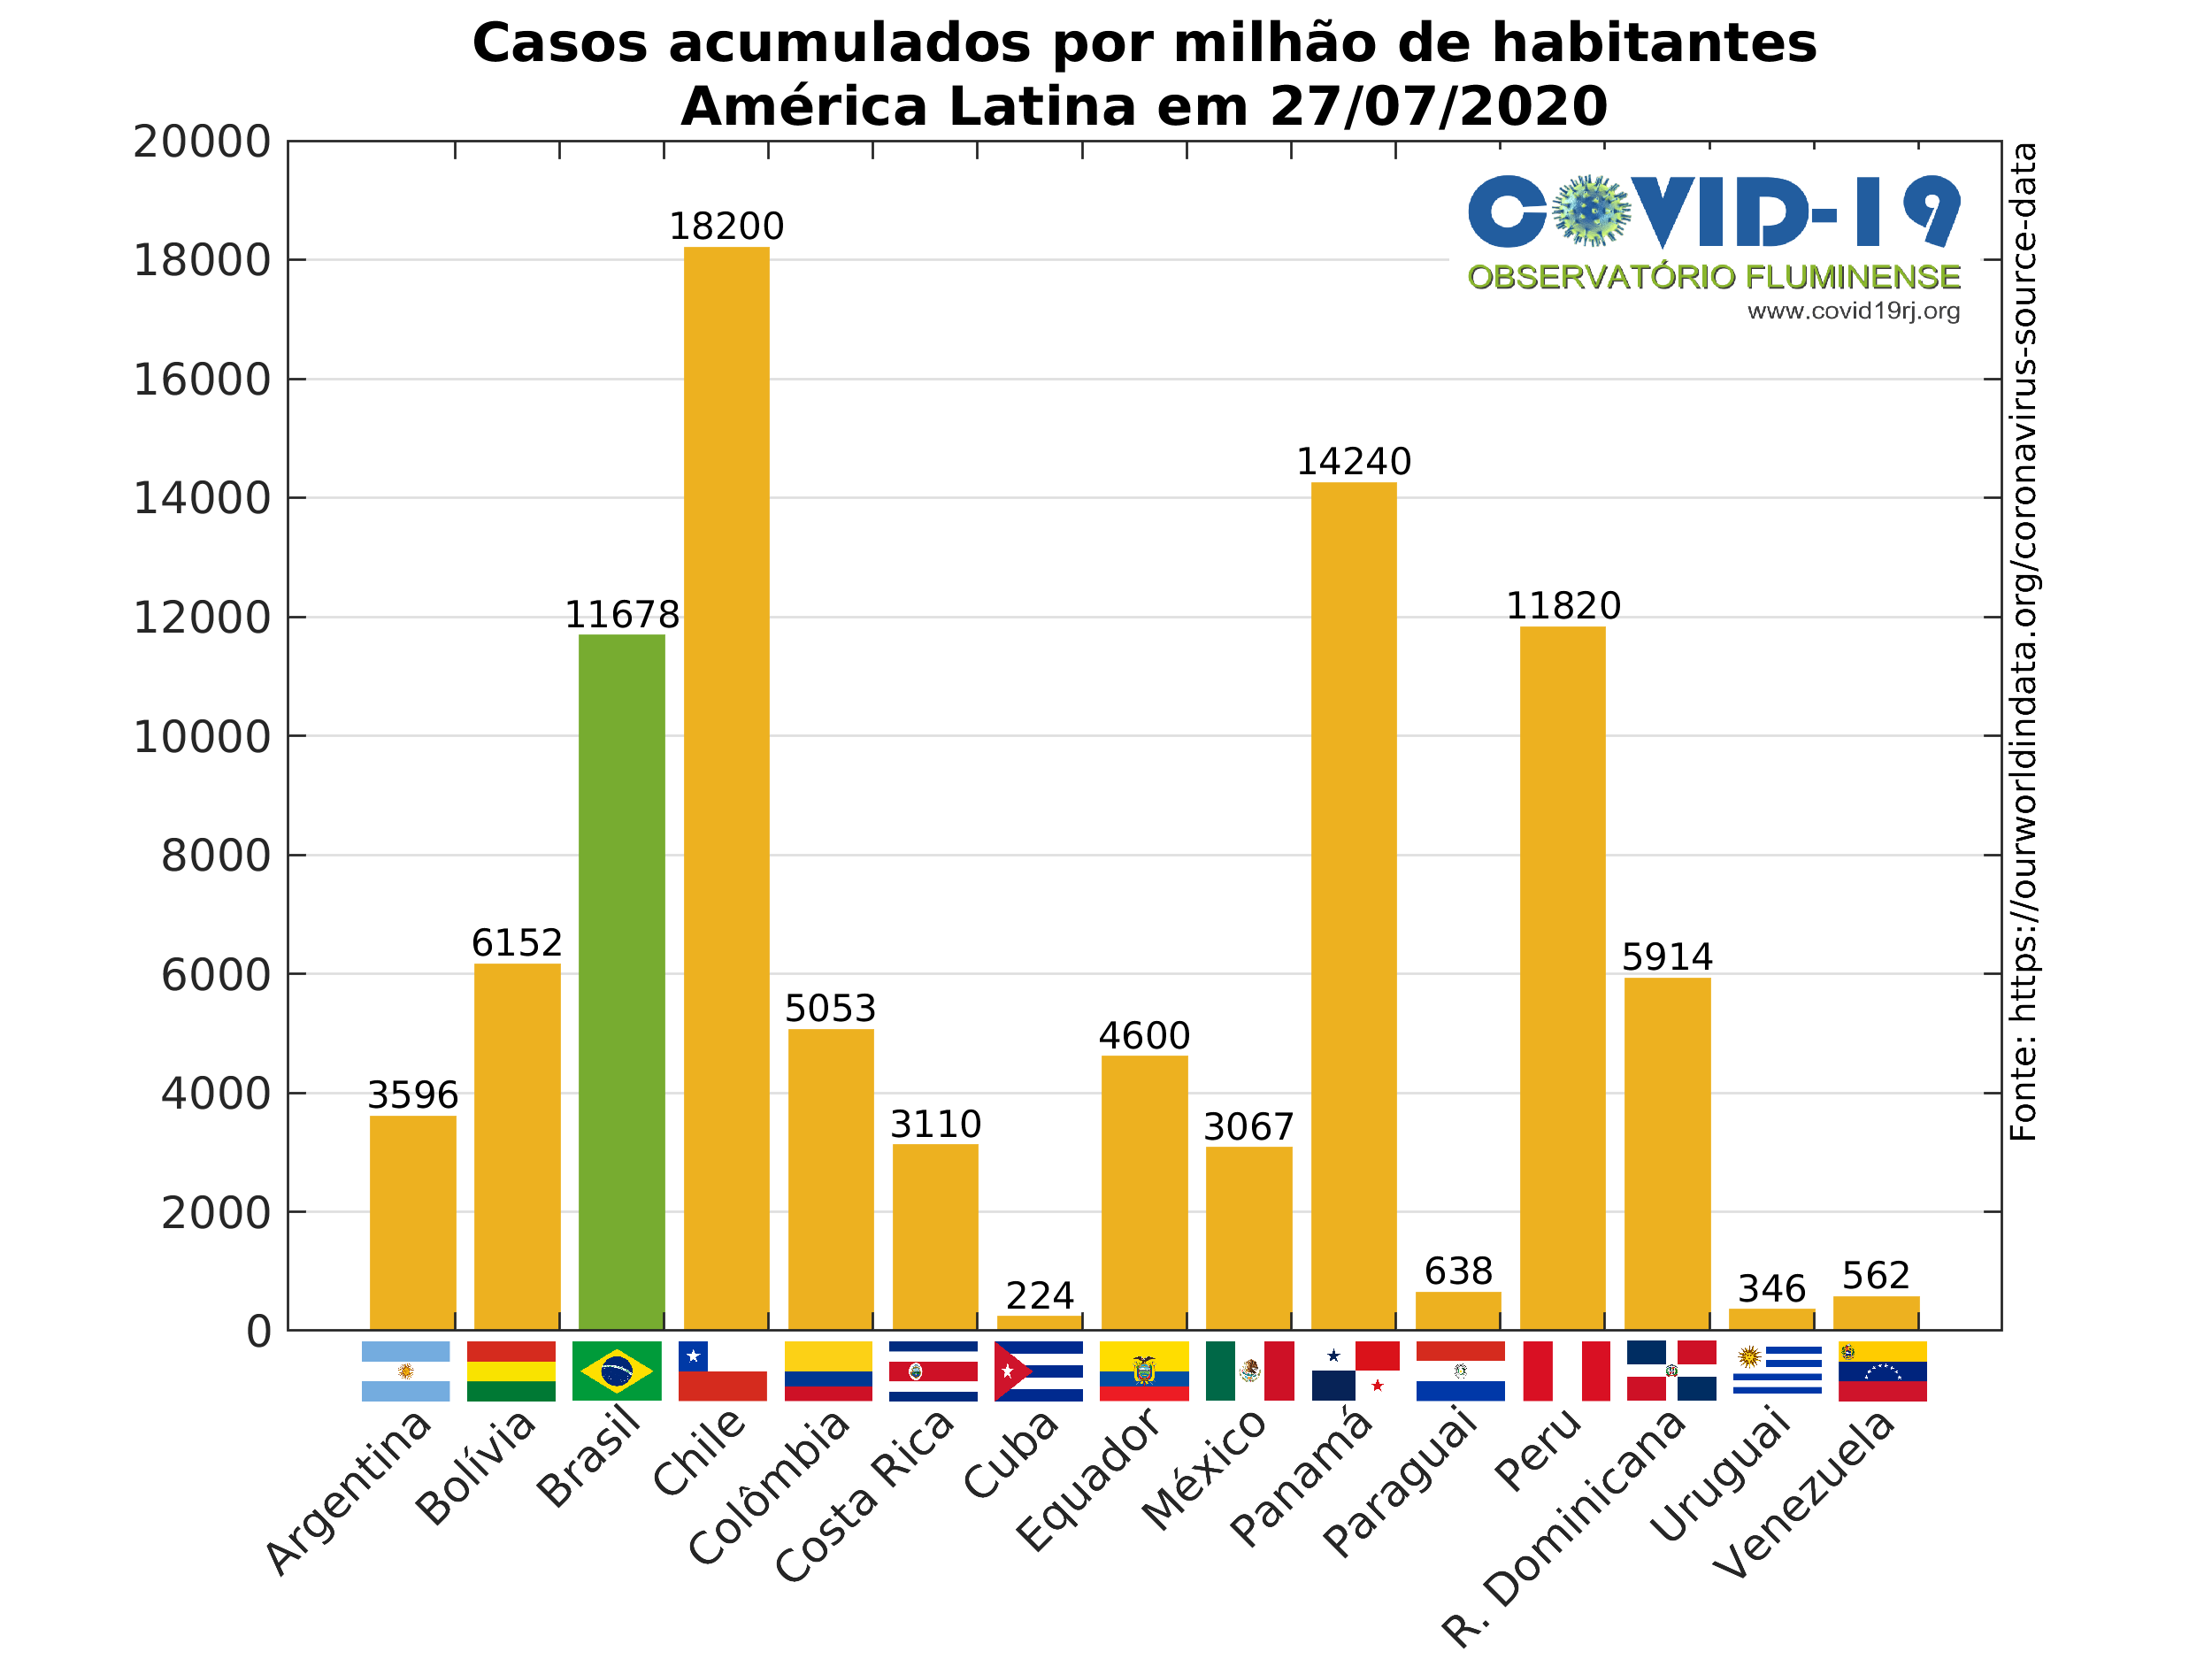 Casos acumulados por milhão de habitantes
América Latina em 27/07/2020
20000
18000
16000
14000
12000
10000
8000
6000
4000
2000
0
3596
6152
11678
18200
5053
3110
224
4600
3067
14240
638
11820
5914
346
562
COVID-19
OBSERVATÓRIO FLUMINENSE
www.covid19rj.org
Fonte: https://ourworldindata.org/coronavirus-source-data
Argentina
Bolívia
Brasil
Chile
Colômbia
Costa Rica
Cuba
Equador
México
Panamá
Paraguai
Peru
R. Dominicana
Uruguai
Venezuela